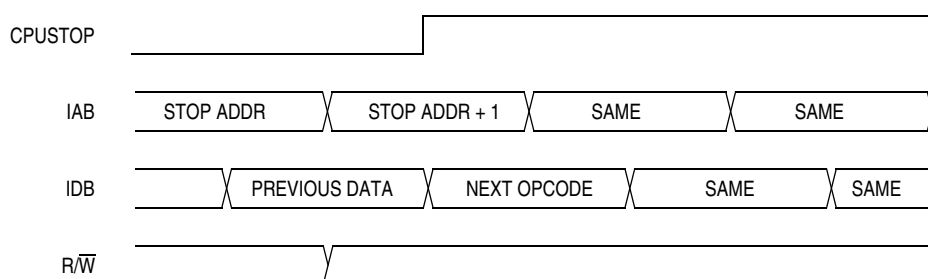 CPUSTOP
IAB STOP ADDR STOP ADDR + 1 SAME SAME
IDB PREVIOUS DATA NEXT OPCODE SAME SAME
R/W̅